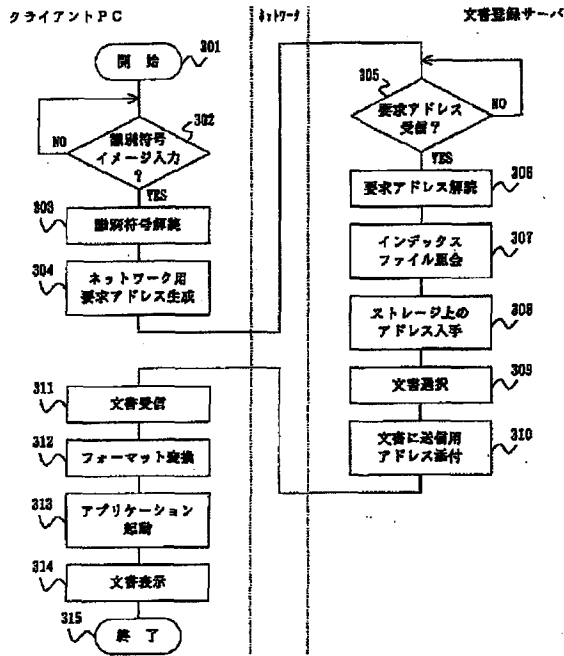 クライアントPC
ネットワーク
文書登録サーバ
開始
301
302
識別符号
イメージ入力
?
NO
YES
303
識別符号解読
304
ネットワーク用
要求アドレス生成
305
要求アドレス
受信?
NO
YES
306
要求アドレス解読
307
インデックス
ファイル照会
308
ストレージ上の
アドレス入手
309
文書選択
310
文書に送信用
アドレス添付
311
文書受信
312
フォーマット変換
313
アプリケーション
起動
314
文書表示
315
終了